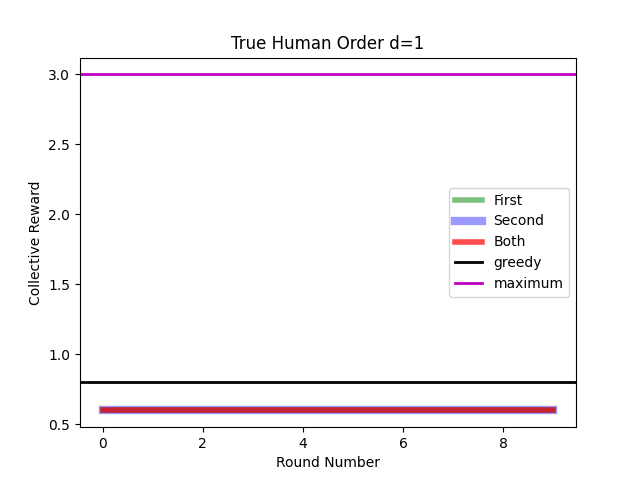 True Human Order d=1
Collective Reward
3.0
2.5
2.0
1.5
1.0
0.5
First
Second
Both
greedy
maximum
0 2 4 6 8
Round Number